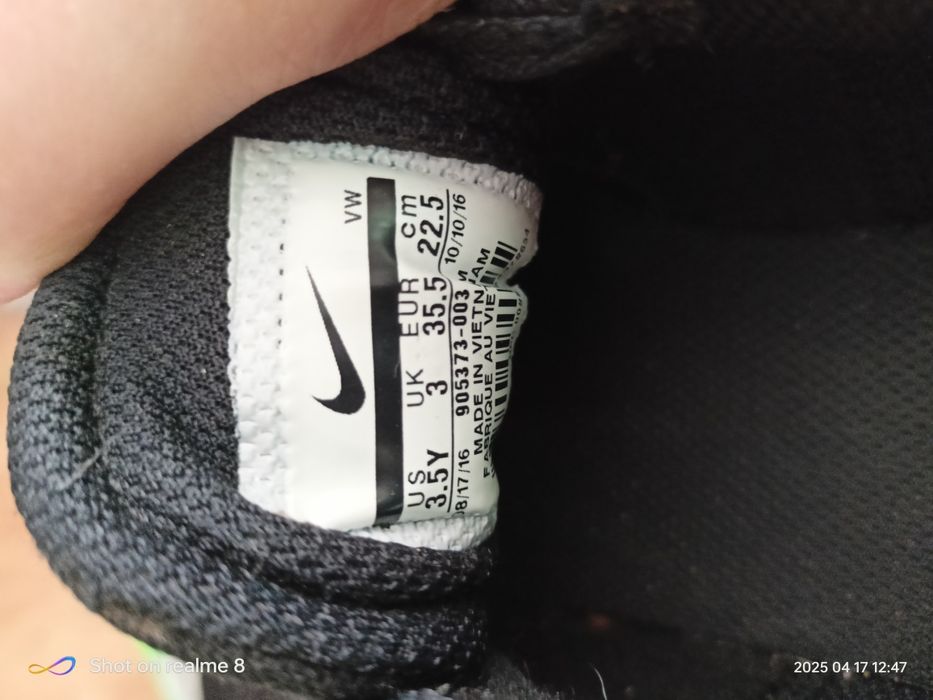 VW
US UK EUR cm
3.5Y 3 35.5 22.5
08/17/16 10/10/16
905373-003
MADE IN VIETNAM
FABRIQUE AU VIETNAM
Shot on realme 8
2025 04 17 12:47